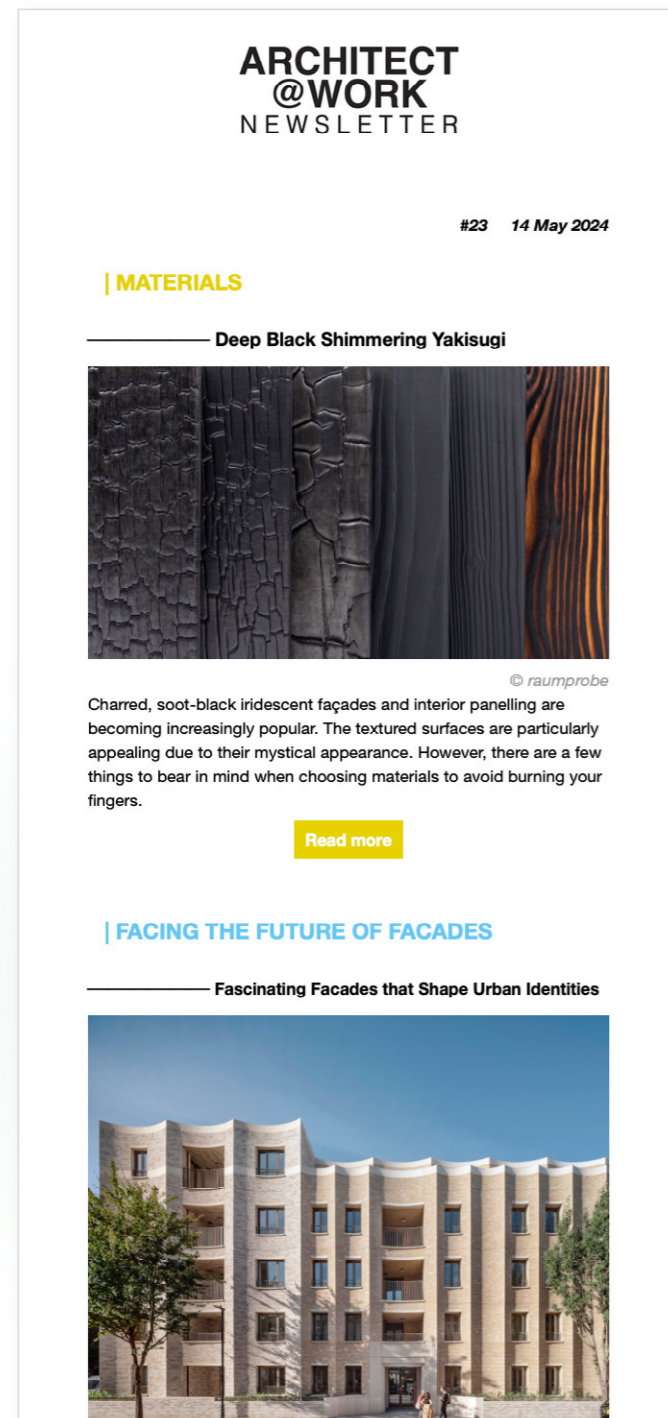 ARCHITECT
@WORK
NEWSLETTER
#23 14 May 2024
| MATERIALS
Deep Black Shimmering Yakisugi
© raumprobe
Charred, soot-black iridescent façades and interior panelling are
becoming increasingly popular. The textured surfaces are particularly
appealing due to their mystical appearance. However, there are a few
things to bear in mind when choosing materials to avoid burning your
fingers.
Read more
| FACING THE FUTURE OF FACADES
Fascinating Facades that Shape Urban Identities